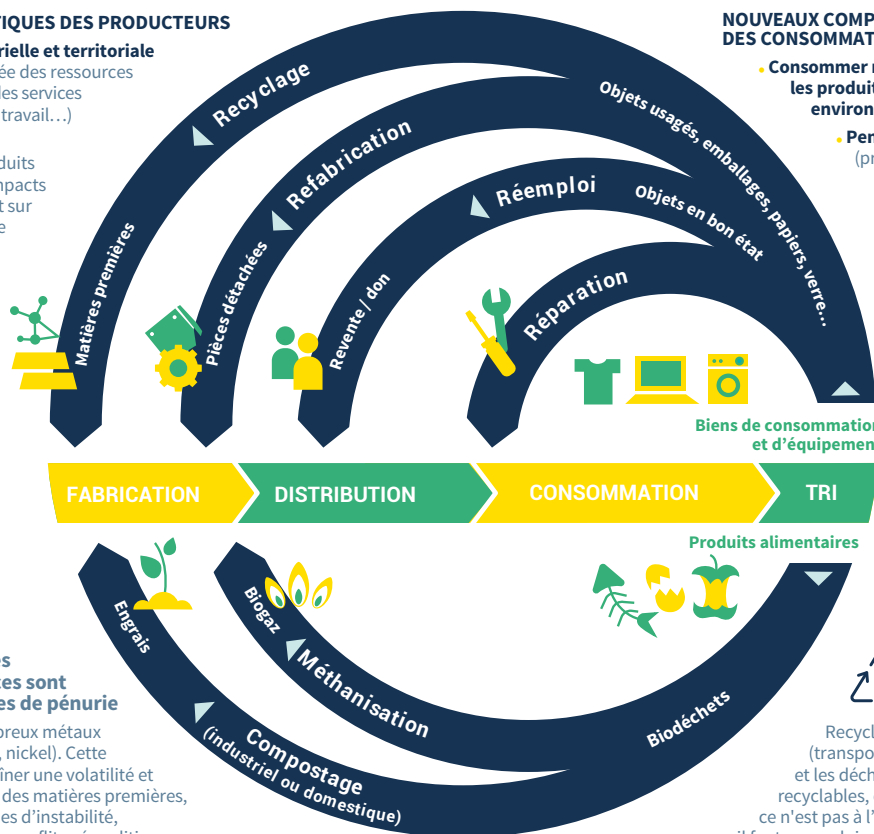 TIQUES DES PRODUCTEURS
rielle et territoriale
ée des ressources
des services
travail…)
duits
npacts
t sur
e
NOUVEAUX COMP
DES CONSOMMAT
• Consommer
les produit
environ
• Pen
(pr
Recyclage
Refabrication
Réemploi
Réparation
Objets usagés, emballages, papiers, verre…
Objets en bon état
Matières premières
Pièces détachées
Revente / don
Biens de consommation
et d’équipemen
FABRICATION
DISTRIBUTION
CONSOMMATION
TRI
Produits alimentaires
Engrais
Biogaz
Méthanisation
Compostage
(industriel ou domestique)
Biodéchets
es
ces sont
es de pénurie
breux métaux
, nickel). Cette
îner une volatilité et
des matières premières,
es d’instabilité,
Recycl
(transpo
et les déch
recyclables,
ce n'est pas à l’